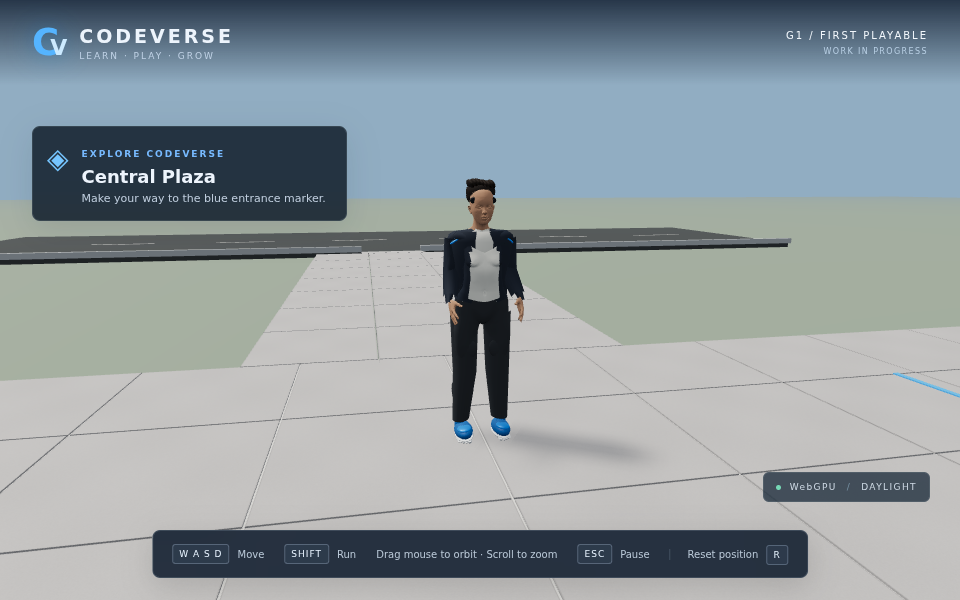 CV CODEVERSE
LEARN · PLAY · GROW
G1 / FIRST PLAYABLE
WORK IN PROGRESS
EXPLORE CODEVERSE
Central Plaza
Make your way to the blue entrance marker.
WebGPU / DAYLIGHT
W A S D Move SHIFT Run Drag mouse to orbit · Scroll to zoom ESC Pause | Reset position R